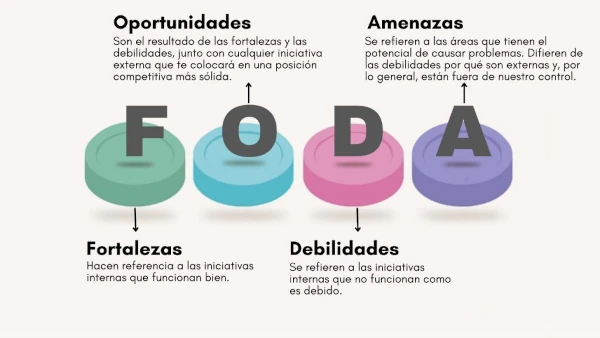 Oportunidades
Son el resultado de las fortalezas y las
debilidades, junto con cualquier iniciativa
externa que te colocará en una posición
competitiva más sólida.
Amenazas
Se refieren a las áreas que tienen el
potencial de causar problemas. Difieren de
las debilidades por qué son externas y, por
lo general, están fuera de nuestro control.
F O D A
Fortalezas
Hacen referencia a las iniciativas
internas que funcionan bien.
Debilidades
Se refieren a las iniciativas
internas que no funcionan como
es debido.